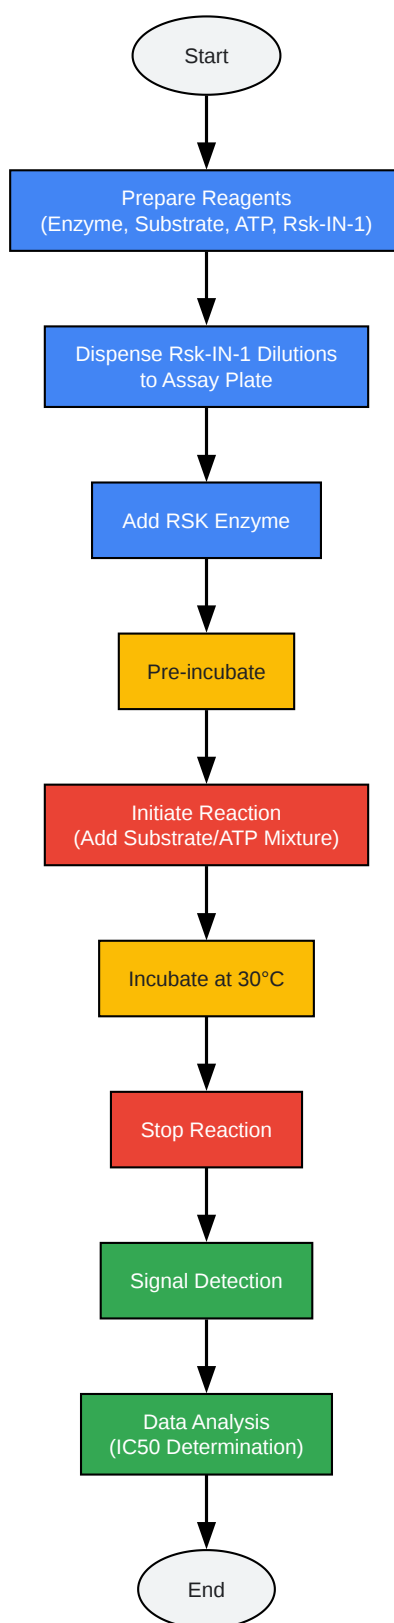 Start
Prepare Reagents
(Enzyme, Substrate, ATP, Rsk-IN-1)
Dispense Rsk-IN-1 Dilutions
to Assay Plate
Add RSK Enzyme
Pre-incubate
Initiate Reaction
(Add Substrate/ATP Mixture)
Incubate at 30°C
Stop Reaction
Signal Detection
Data Analysis
(IC50 Determination)
End